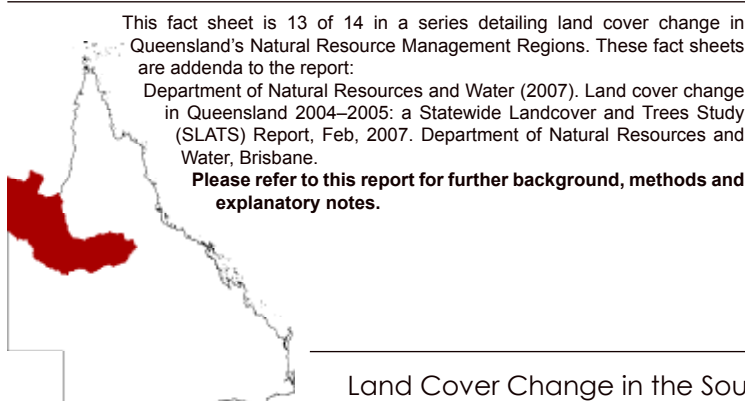 This fact sheet is 13 of 14 in a series detailing land cover change in
Queensland’s Natural Resource Management Regions. These fact sheets
are addenda to the report:
Department of Natural Resources and Water (2007). Land cover change
in Queensland 2004–2005: a Statewide Landcover and Trees Study
(SLATS) Report, Feb, 2007. Department of Natural Resources and
Water, Brisbane.
Please refer to this report for further background, methods and
explanatory notes.
Land Cover Change in the Sou